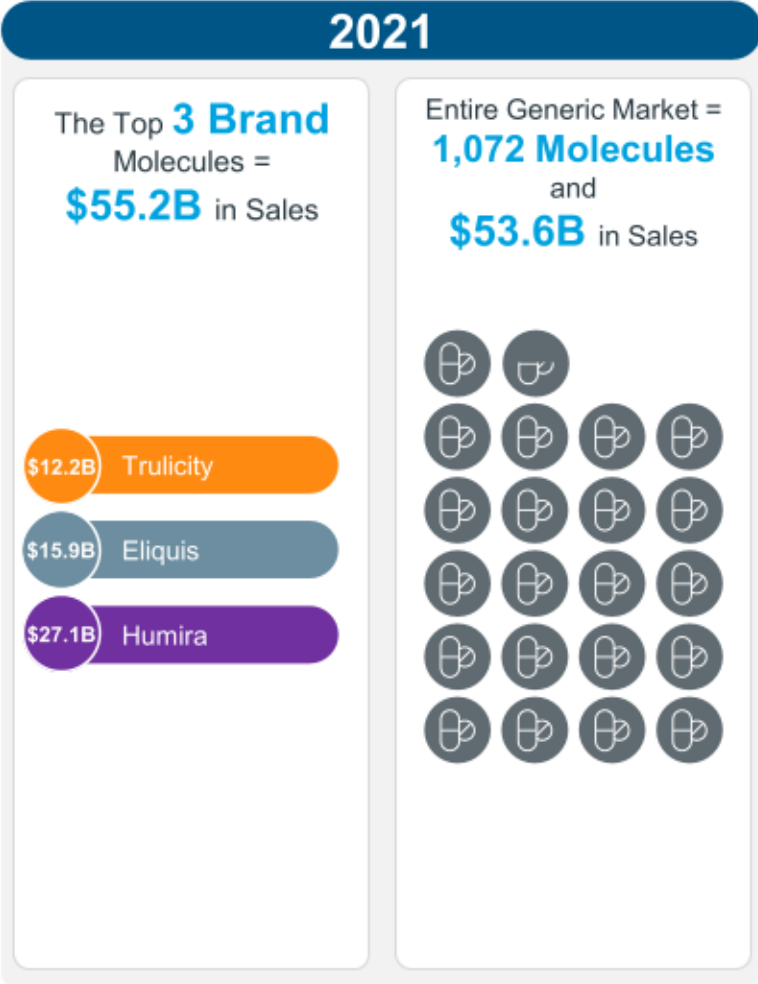 2021
The Top 3 Brand
Molecules =
$55.2B in Sales
$12.2B Trulicity
$15.9B Eliquis
$27.1B Humira
Entire Generic Market =
1,072 Molecules
and
$53.6B in Sales